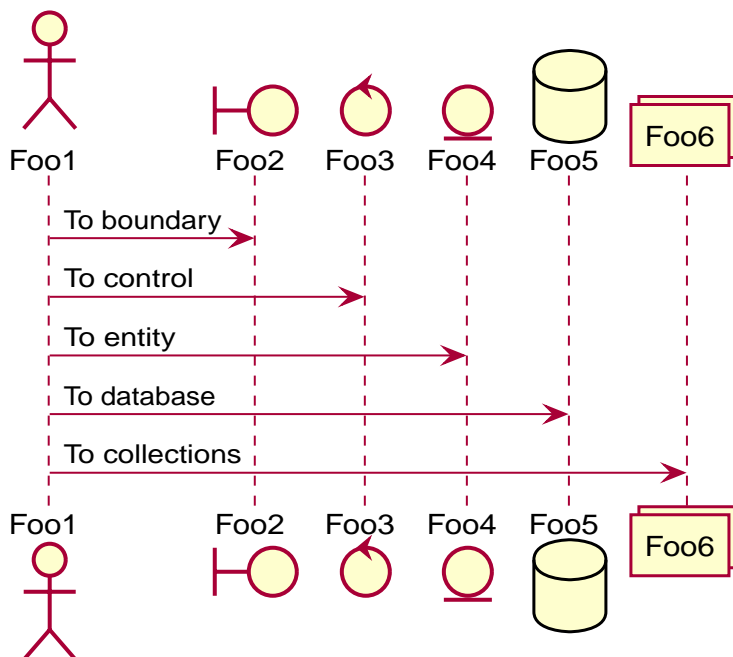 Foo1 Foo2 Foo3 Foo4 Foo5 Foo6
To boundary
To control
To entity
To database
To collections
Foo1 Foo2 Foo3 Foo4 Foo5 Foo6